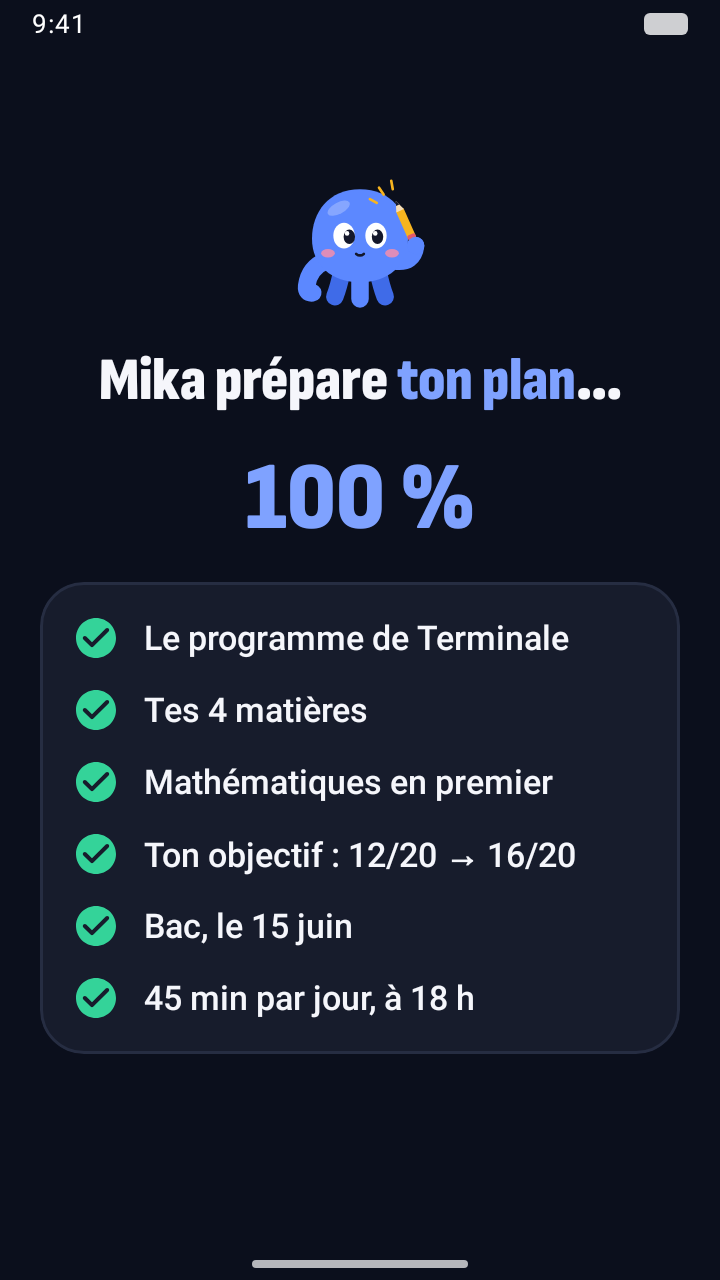 9:41
Mika prépare ton plan...
100 %
Le programme de Terminale
Tes 4 matières
Mathématiques en premier
Ton objectif : 12/20 → 16/20
Bac, le 15 juin
45 min par jour, à 18 h